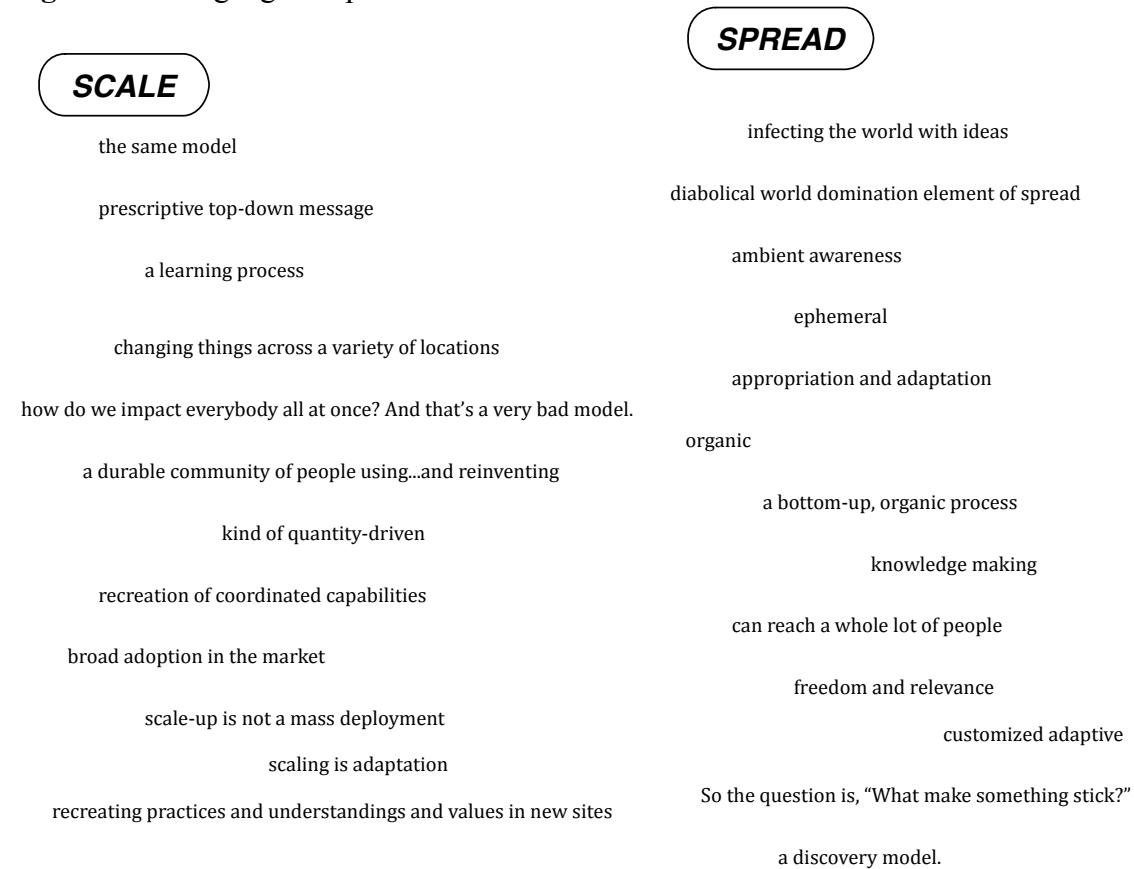 SCALE
the same model
prescriptive top-down message
a learning process
changing things across a variety of locations
how do we impact everybody all at once? And that’s a very bad model.
a durable community of people using...and reinventing
kind of quantity-driven
recreation of coordinated capabilities
broad adoption in the market
scale-up is not a mass deployment
scaling is adaptation
recreating practices and understandings and values in new sites
SPREAD
infecting the world with ideas
diabolical world domination element of spread
ambient awareness
ephemeral
appropriation and adaptation
organic
a bottom-up, organic process
knowledge making
can reach a whole lot of people
freedom and relevance
customized adaptive
So the question is, “What make something stick?”
a discovery model.